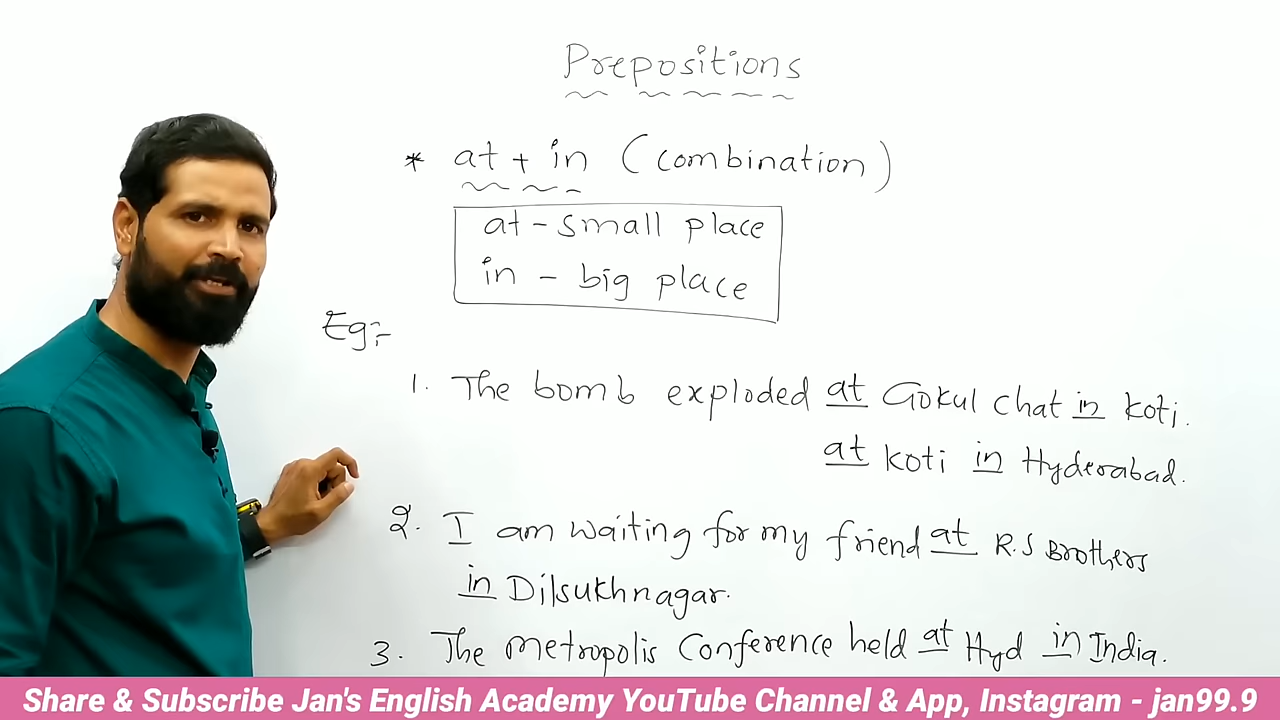 Prepositions
* at + in (combination)
at - small place
in - big place
Eg:-
1. The bomb exploded at Gokul chat in Koti.
at Koti in Hyderabad.
2. I am waiting for my friend at R.S Brothers
in Dilsukhnagar.
3. The metropolis Conference held at Hyd in India.
Share & Subscribe Jan's English Academy YouTube Channel & App, Instagram - jan99.9